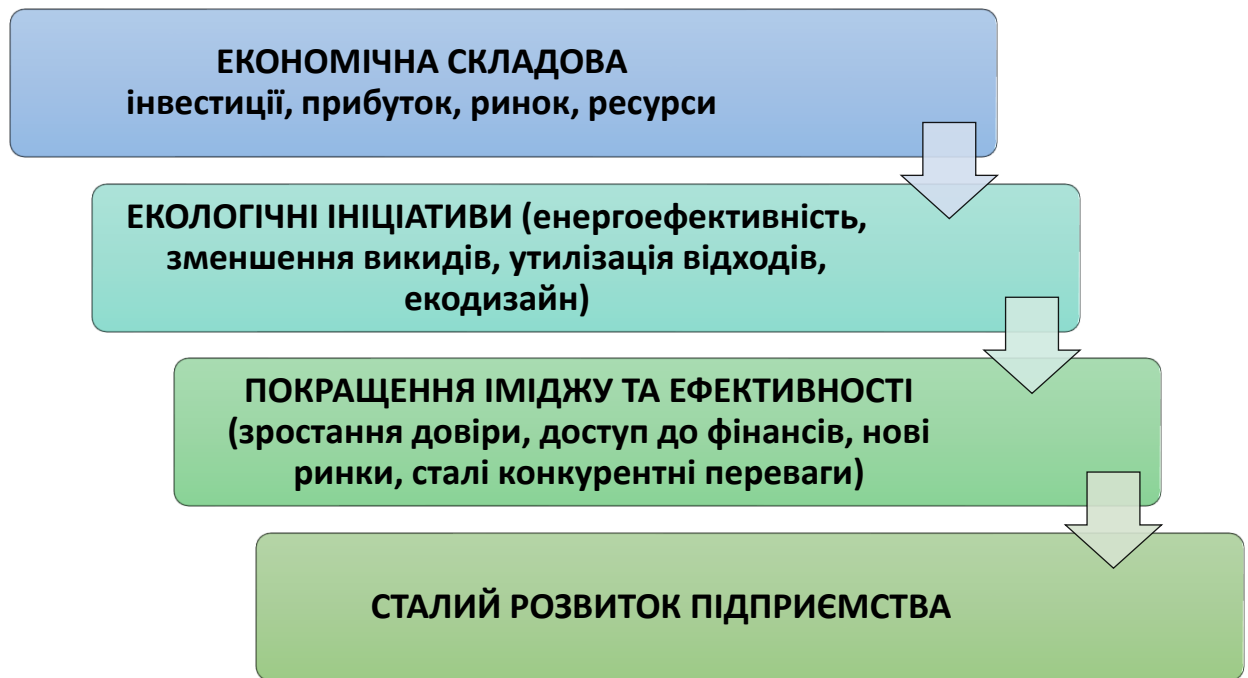 ЕКОНОМІЧНА СКЛАДОВА
інвестиції, прибуток, ринок, ресурси
ЕКОЛОГІЧНІ ІНІЦІАТИВИ (енергоефективність,
зменшення викидів, утилізація відходів,
екодизайн)
ПОКРАЩЕННЯ ІМІДЖУ ТА ЕФЕКТИВНОСТІ
(зростання довіри, доступ до фінансів, нові
ринки, сталі конкурентні переваги)
СТАЛИЙ РОЗВИТОК ПІДПРИЄМСТВА